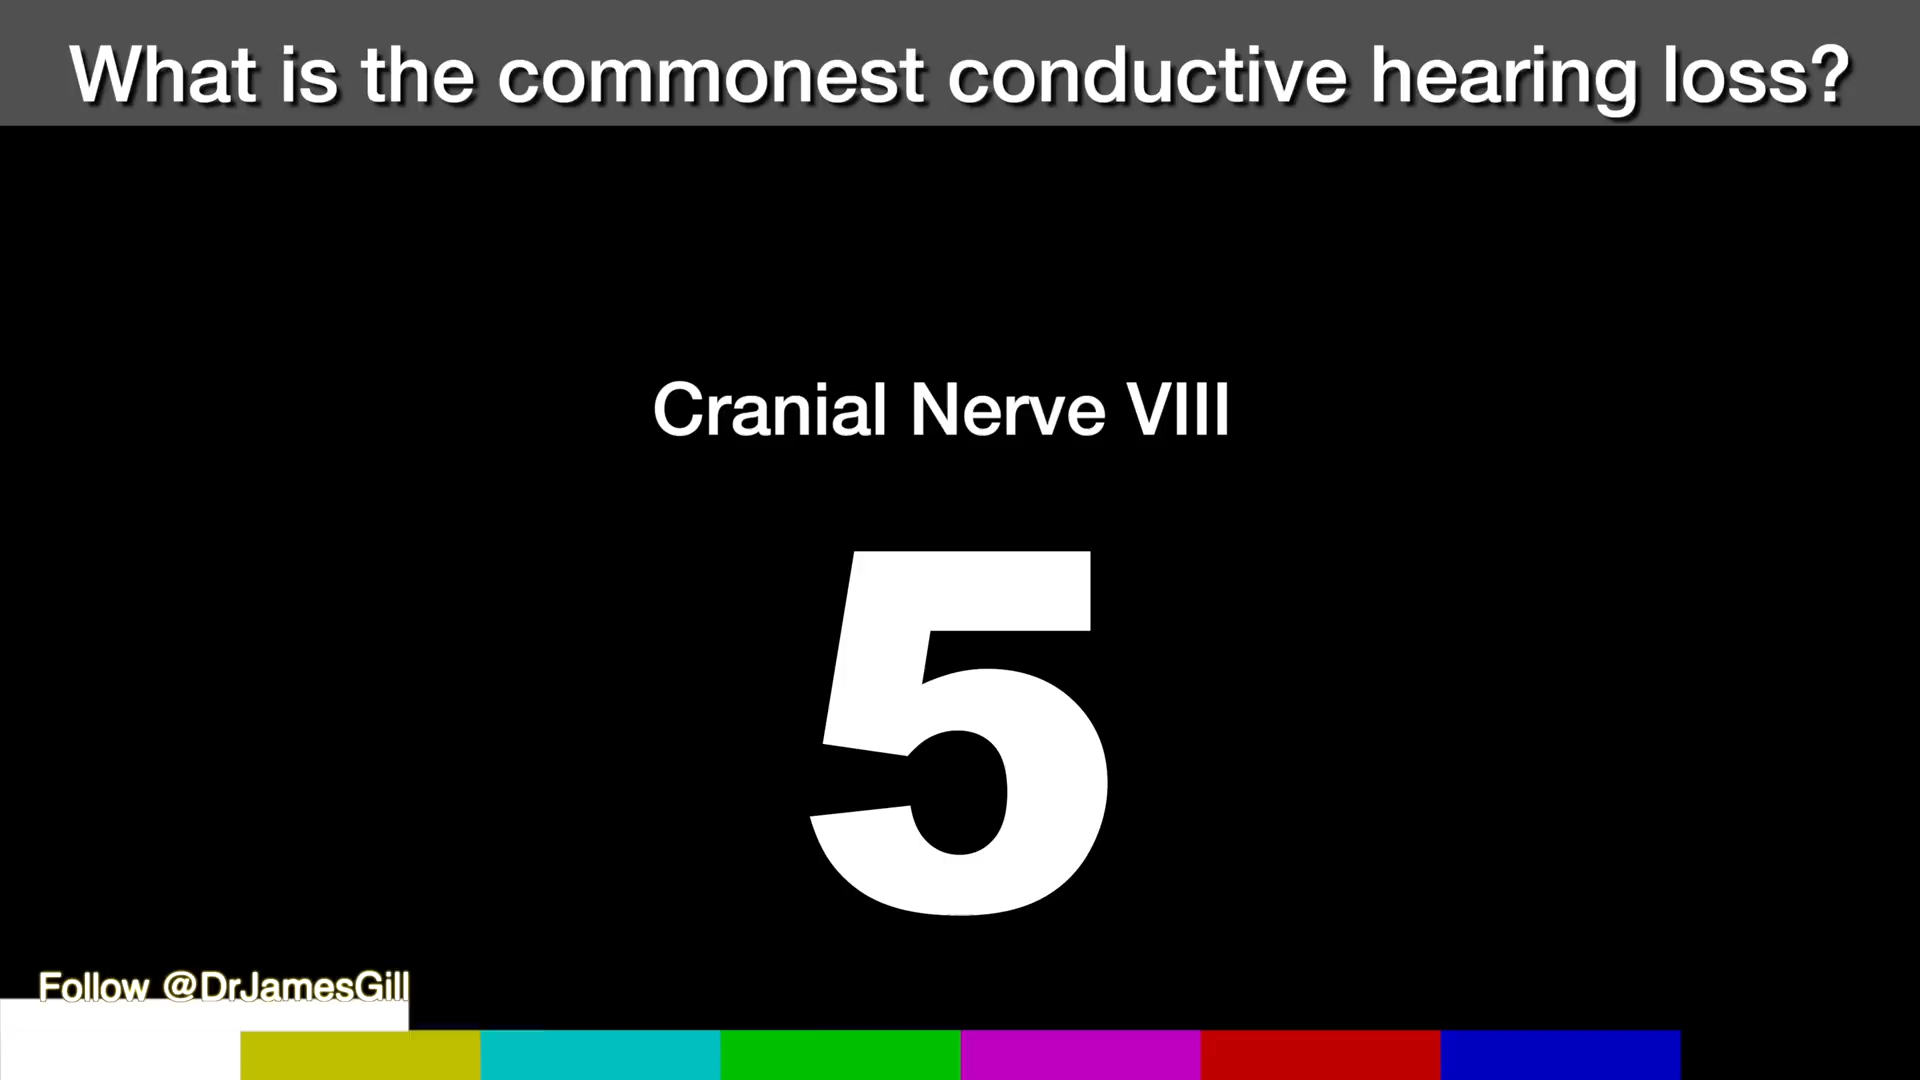 What is the commonest conductive hearing loss?
Cranial Nerve VIII
5
Follow @DrJamesGill